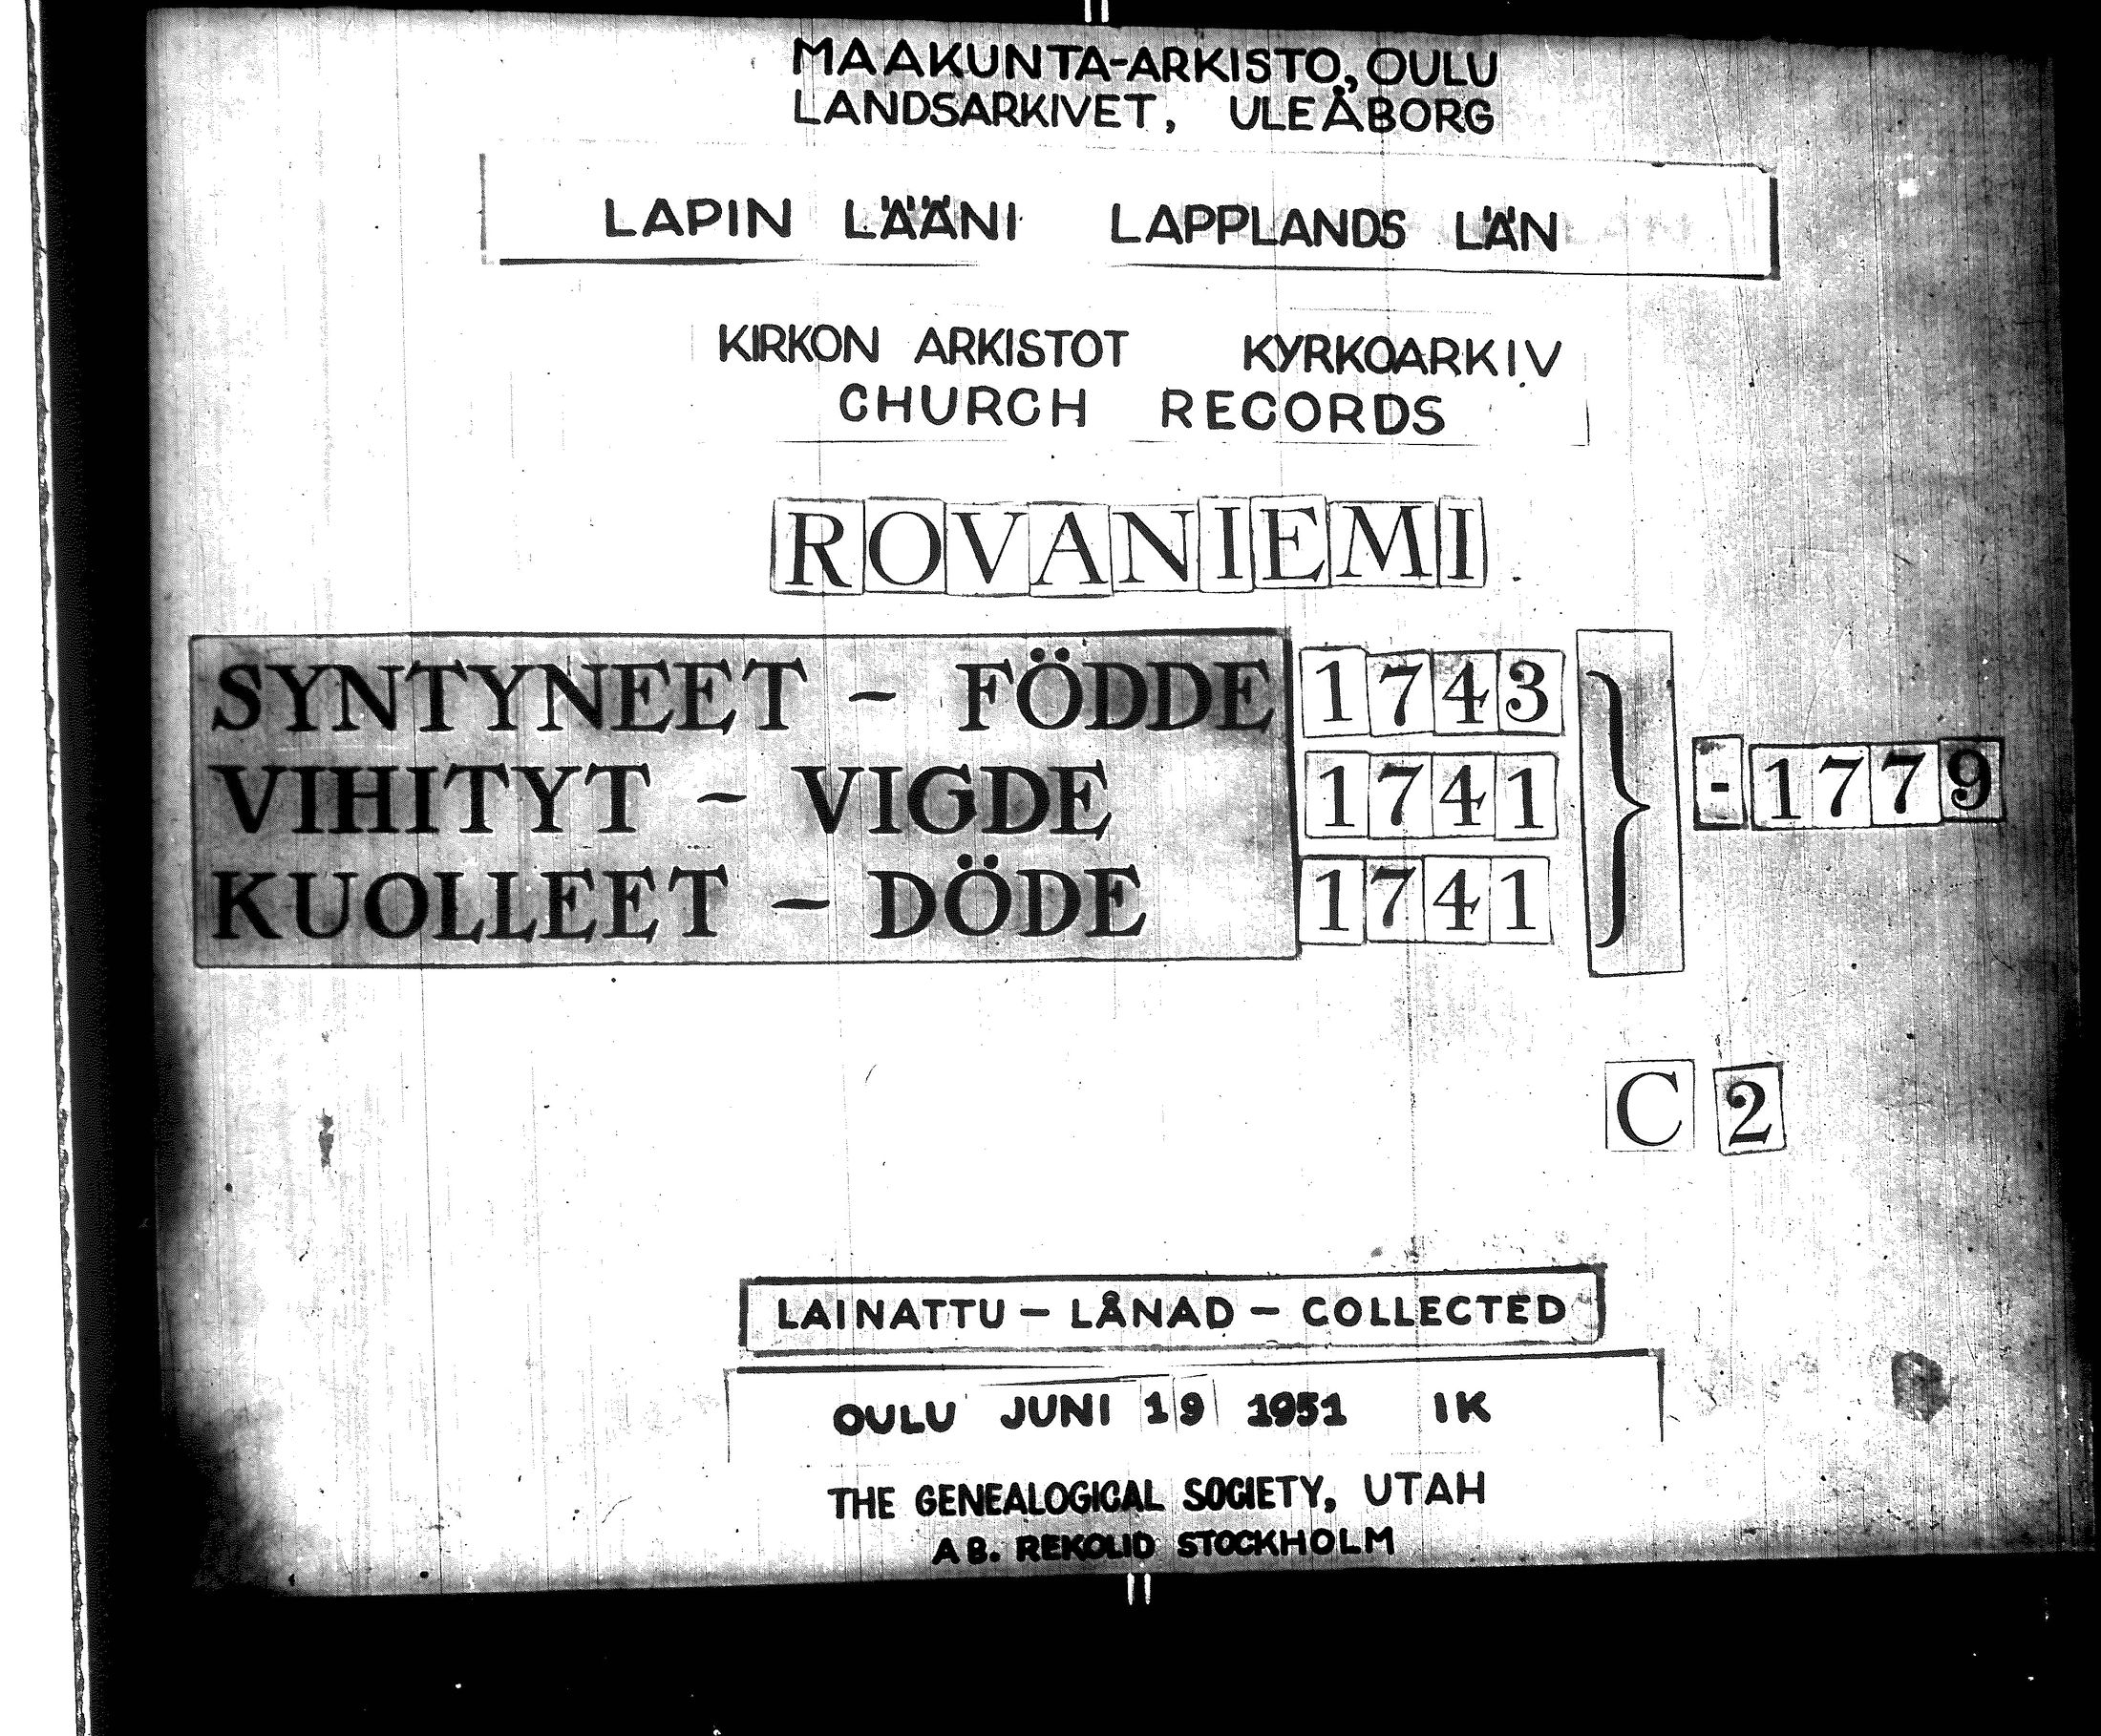 MAAKUNTA-ARKISTO, OULU
LANDSARKIVET, ULEÅBORG
LAPIN LÄÄNI LAPPLANDS LÄN
KIRKON ARKISTOT KYRKOARKIV
CHURCH RECORDS
ROVANIEMI
SYNTYNEET - FÖDDE 1743
VIHITYT - VIGDE 1741 } - 1779
KUOLLEET - DÖDE 1741
C 2
LAINATTU - LÅNAD - COLLECTED
OULU JUNI 19 1951 IK
THE GENEALOGICAL SOCIETY, UTAH
AB. REKOLID STOCKHOLM